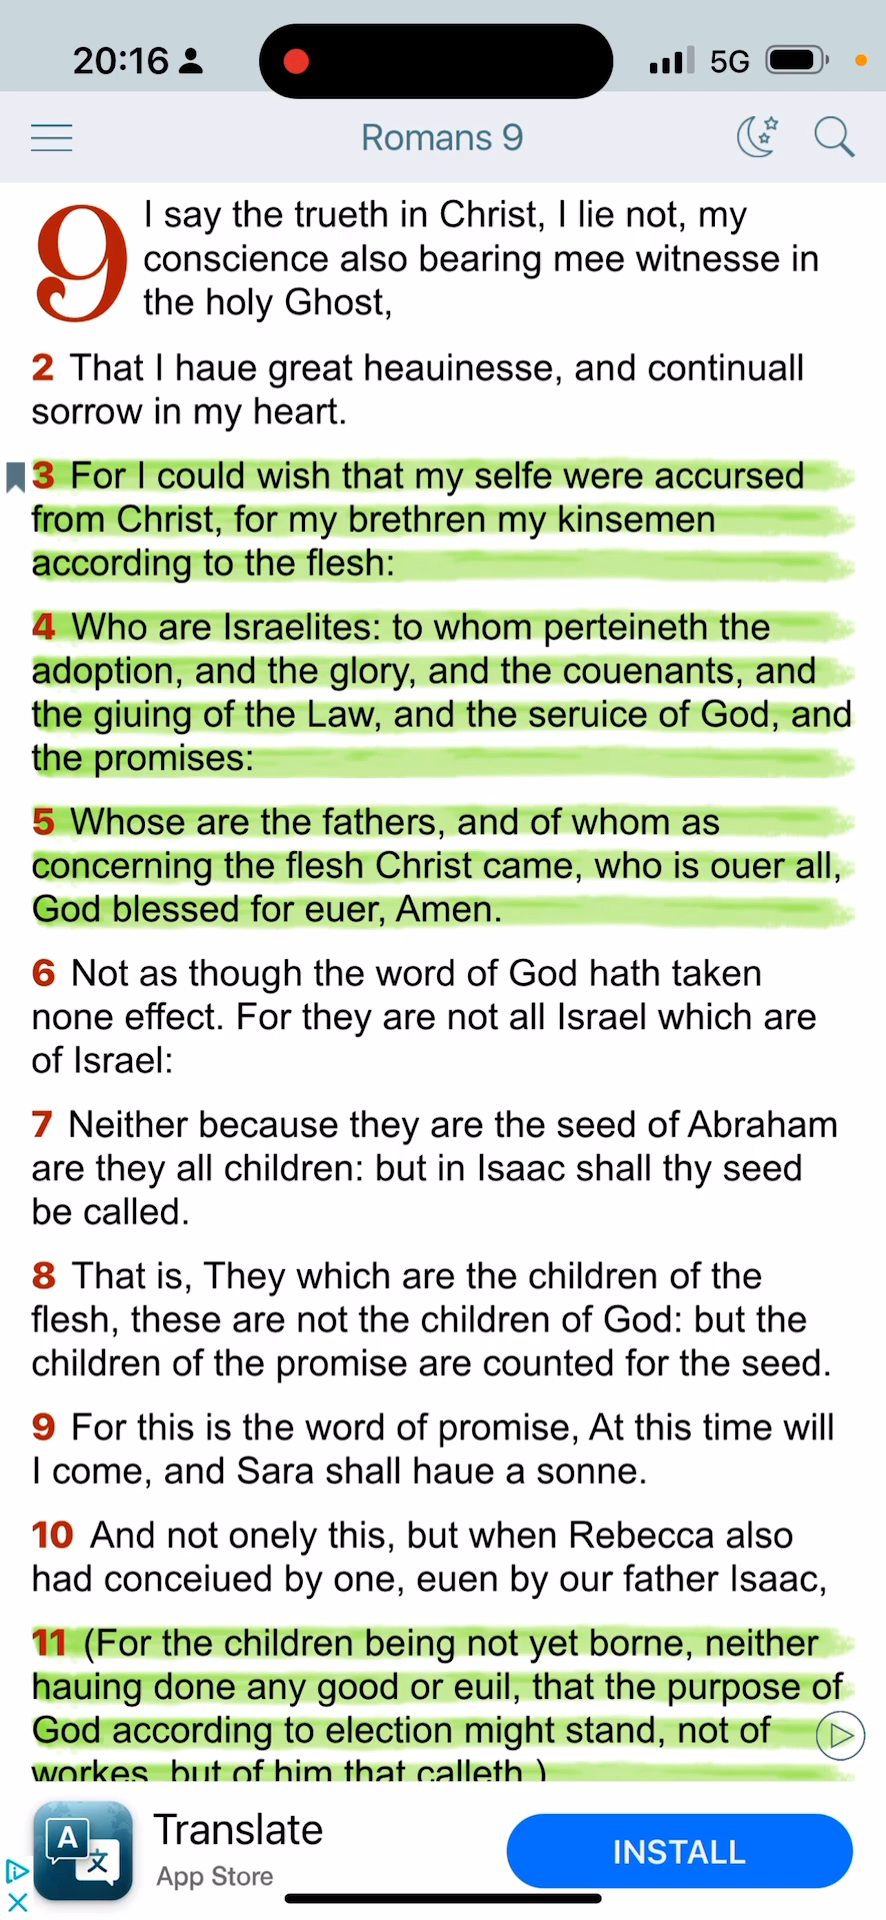 20:16
5G
Romans 9
9 I say the trueth in Christ, I lie not, my
conscience also bearing mee witnesse in
the holy Ghost,
2 That I haue great heauinesse, and continuall
sorrow in my heart.
3 For I could wish that my selfe were accursed
from Christ, for my brethren my kinsemen
according to the flesh:
4 Who are Israelites: to whom perteineth the
adoption, and the glory, and the couenants, and
the giuing of the Law, and the seruice of God, and
the promises:
5 Whose are the fathers, and of whom as
concerning the flesh Christ came, who is ouer all,
God blessed for euer, Amen.
6 Not as though the word of God hath taken
none effect. For they are not all Israel which are
of Israel:
7 Neither because they are the seed of Abraham
are they all children: but in Isaac shall thy seed
be called.
8 That is, They which are the children of the
flesh, these are not the children of God: but the
children of the promise are counted for the seed.
9 For this is the word of promise, At this time will
I come, and Sara shall haue a sonne.
10 And not onely this, but when Rebecca also
had conceiued by one, euen by our father Isaac,
11 (For the children being not yet borne, neither
hauing done any good or euil, that the purpose of
God according to election might stand, not of
workes, but of him that calleth.)
A 文
Translate
App Store
INSTALL